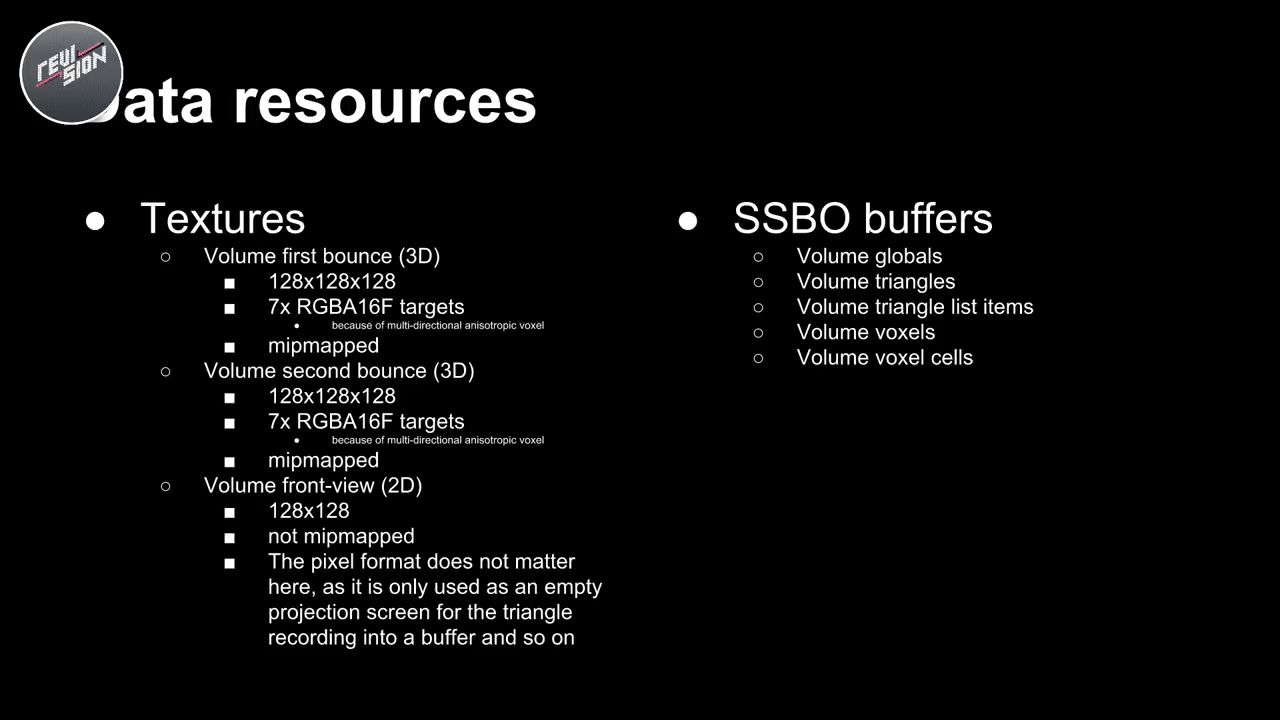 REVISION
Data resources
● Textures
○ Volume first bounce (3D)
■ 128x128x128
■ 7x RGBA16F targets
● because of multi-directional anisotropic voxel
■ mipmapped
○ Volume second bounce (3D)
■ 128x128x128
■ 7x RGBA16F targets
● because of multi-directional anisotropic voxel
■ mipmapped
○ Volume front-view (2D)
■ 128x128
■ not mipmapped
■ The pixel format does not matter
here, as it is only used as an empty
projection screen for the triangle
recording into a buffer and so on
● SSBO buffers
○ Volume globals
○ Volume triangles
○ Volume triangle list items
○ Volume voxels
○ Volume voxel cells